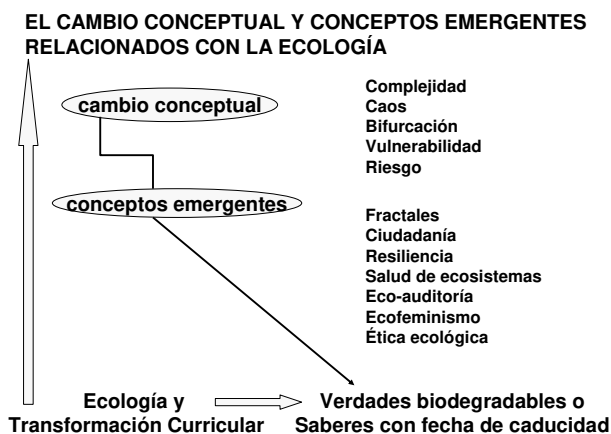 EL CAMBIO CONCEPTUAL Y CONCEPTOS EMERGENTES
RELACIONADOS CON LA ECOLOGÍA
cambio conceptual
conceptos emergentes
Complejidad
Caos
Bifurcación
Vulnerabilidad
Riesgo
Fractales
Ciudadanía
Resiliencia
Salud de ecosistemas
Eco-auditoría
Ecofeminismo
Ética ecológica
Ecología y
Transformación Curricular
Verdades biodegradables o
Saberes con fecha de caducidad